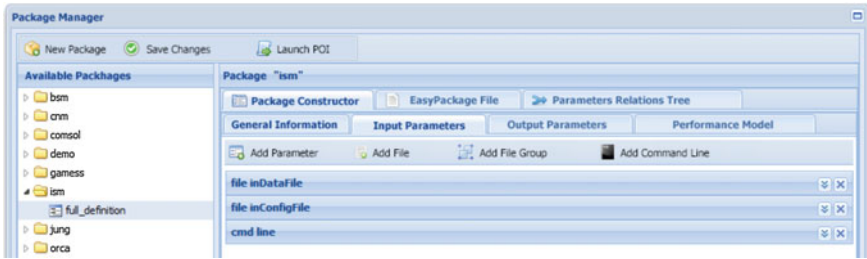 Package Manager
New Package Save Changes Launch POI
Available Packhages
bsm
cnm
comsol
demo
gamess
ism
full_definition
jung
orca
Package "ism"
Package Constructor EasyPackage File Parameters Relations Tree
General Information Input Parameters Output Parameters Performance Model
Add Parameter Add File Add File Group Add Command Line
file inDataFile
file inConfigFile
cmd line